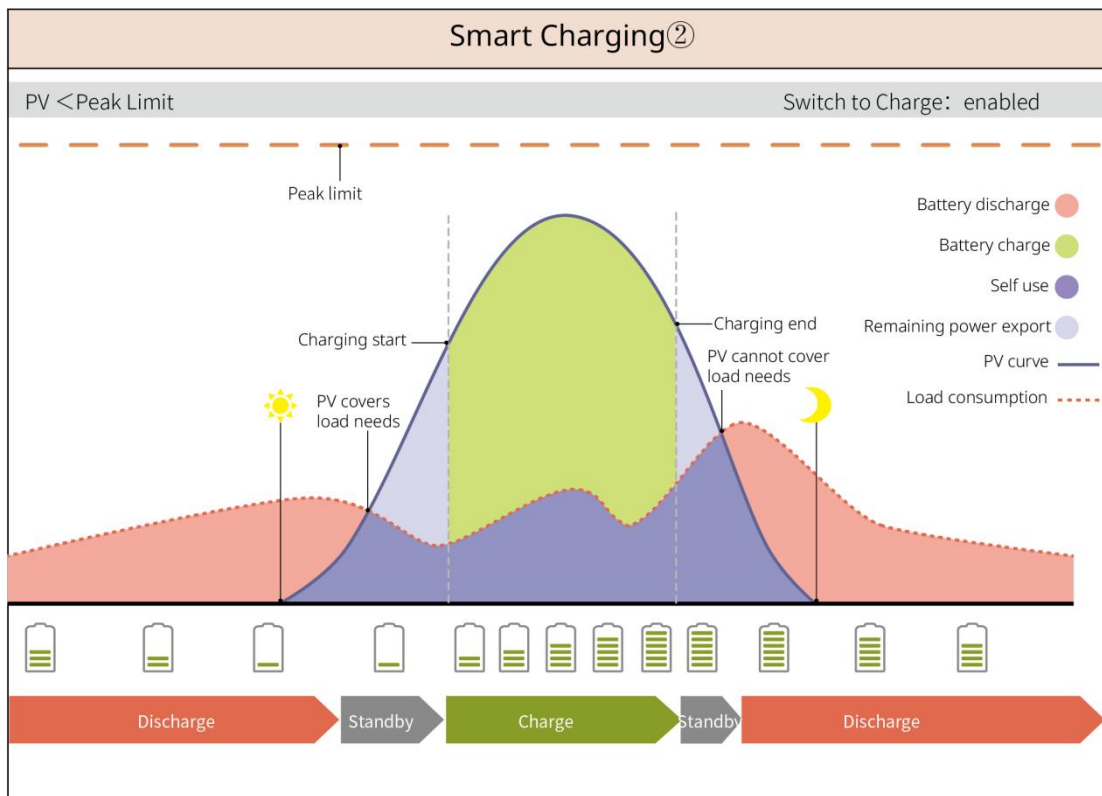 Smart Charging②
PV ＜Peak Limit
Switch to Charge：enabled
Peak limit
Battery discharge
Battery charge
Self use
Remaining power export
PV curve
Load consumption
Charging start
Charging end
PV cannot cover
load needs
PV covers
load needs
Discharge
Standby
Charge
Standby
Discharge